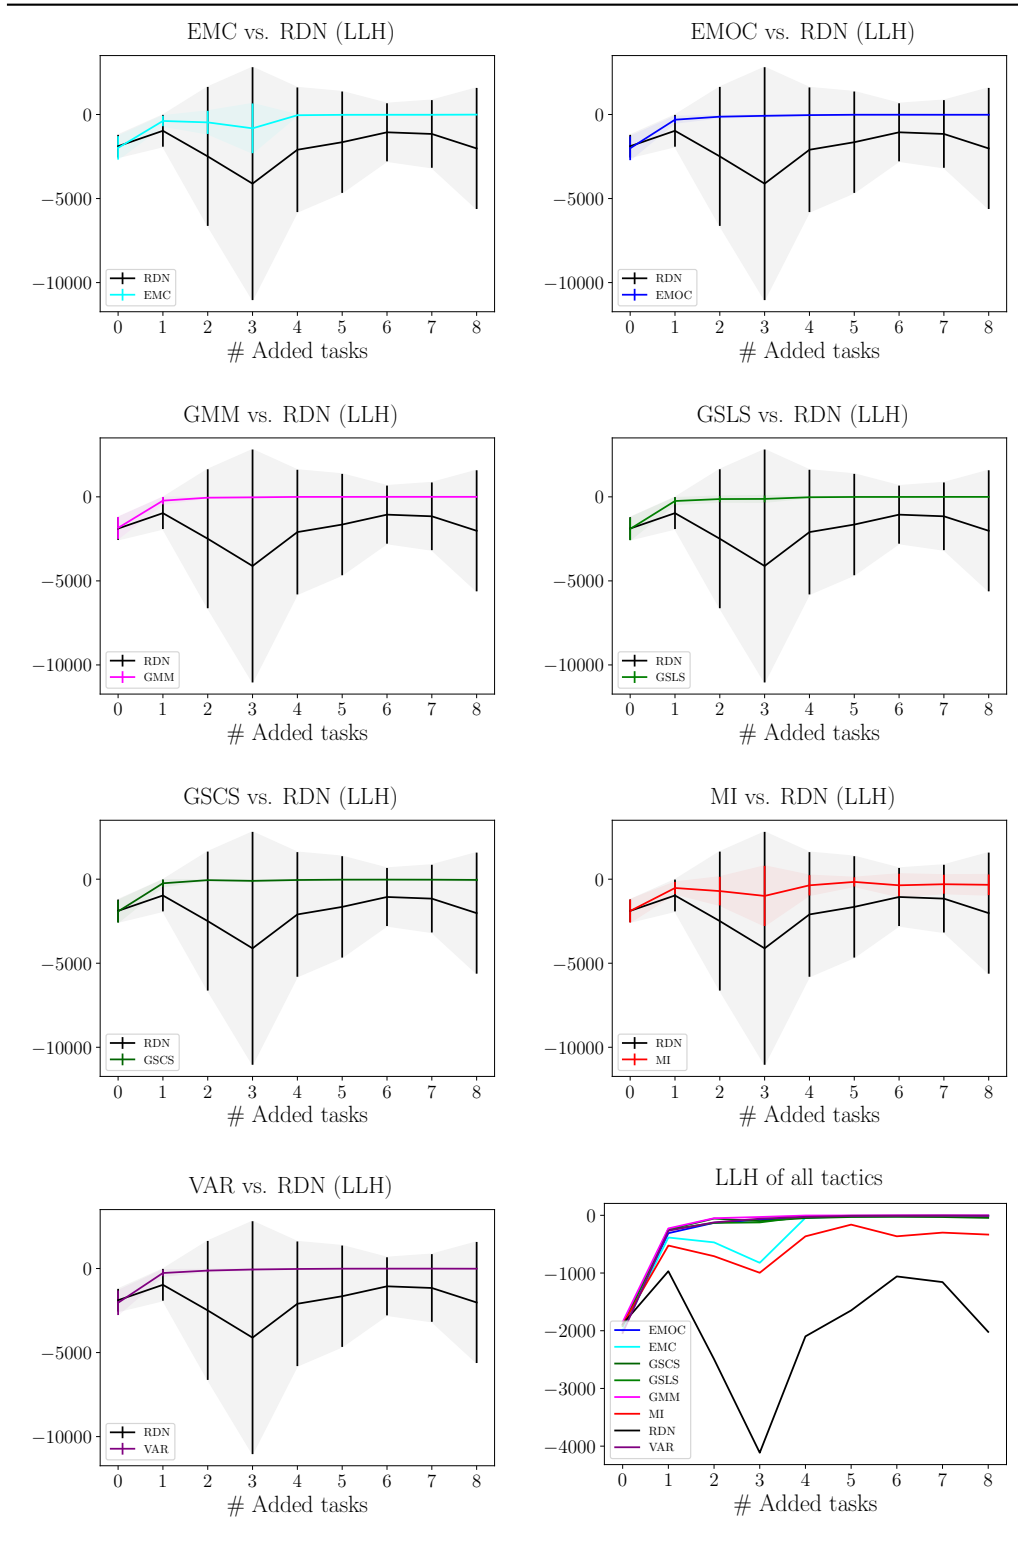 EMC vs. RDN (LLH)
0
−5000
−10000
RDN
EMC
0 1 2 3 4 5 6 7 8
# Added tasks
EMOC vs. RDN (LLH)
0
−5000
−10000
RDN
EMOC
0 1 2 3 4 5 6 7 8
# Added tasks
GMM vs. RDN (LLH)
0
−5000
−10000
RDN
GMM
0 1 2 3 4 5 6 7 8
# Added tasks
GSLS vs. RDN (LLH)
0
−5000
−10000
RDN
GSLS
0 1 2 3 4 5 6 7 8
# Added tasks
GSCS vs. RDN (LLH)
0
−5000
−10000
RDN
GSCS
0 1 2 3 4 5 6 7 8
# Added tasks
MI vs. RDN (LLH)
0
−5000
−10000
RDN
MI
0 1 2 3 4 5 6 7 8
# Added tasks
VAR vs. RDN (LLH)
0
−5000
−10000
RDN
VAR
0 1 2 3 4 5 6 7 8
# Added tasks
LLH of all tactics
0
−1000
−2000
−3000
−4000
EMOC
EMC
GSCS
GSLS
GMM
MI
RDN
VAR
0 1 2 3 4 5 6 7 8
# Added tasks